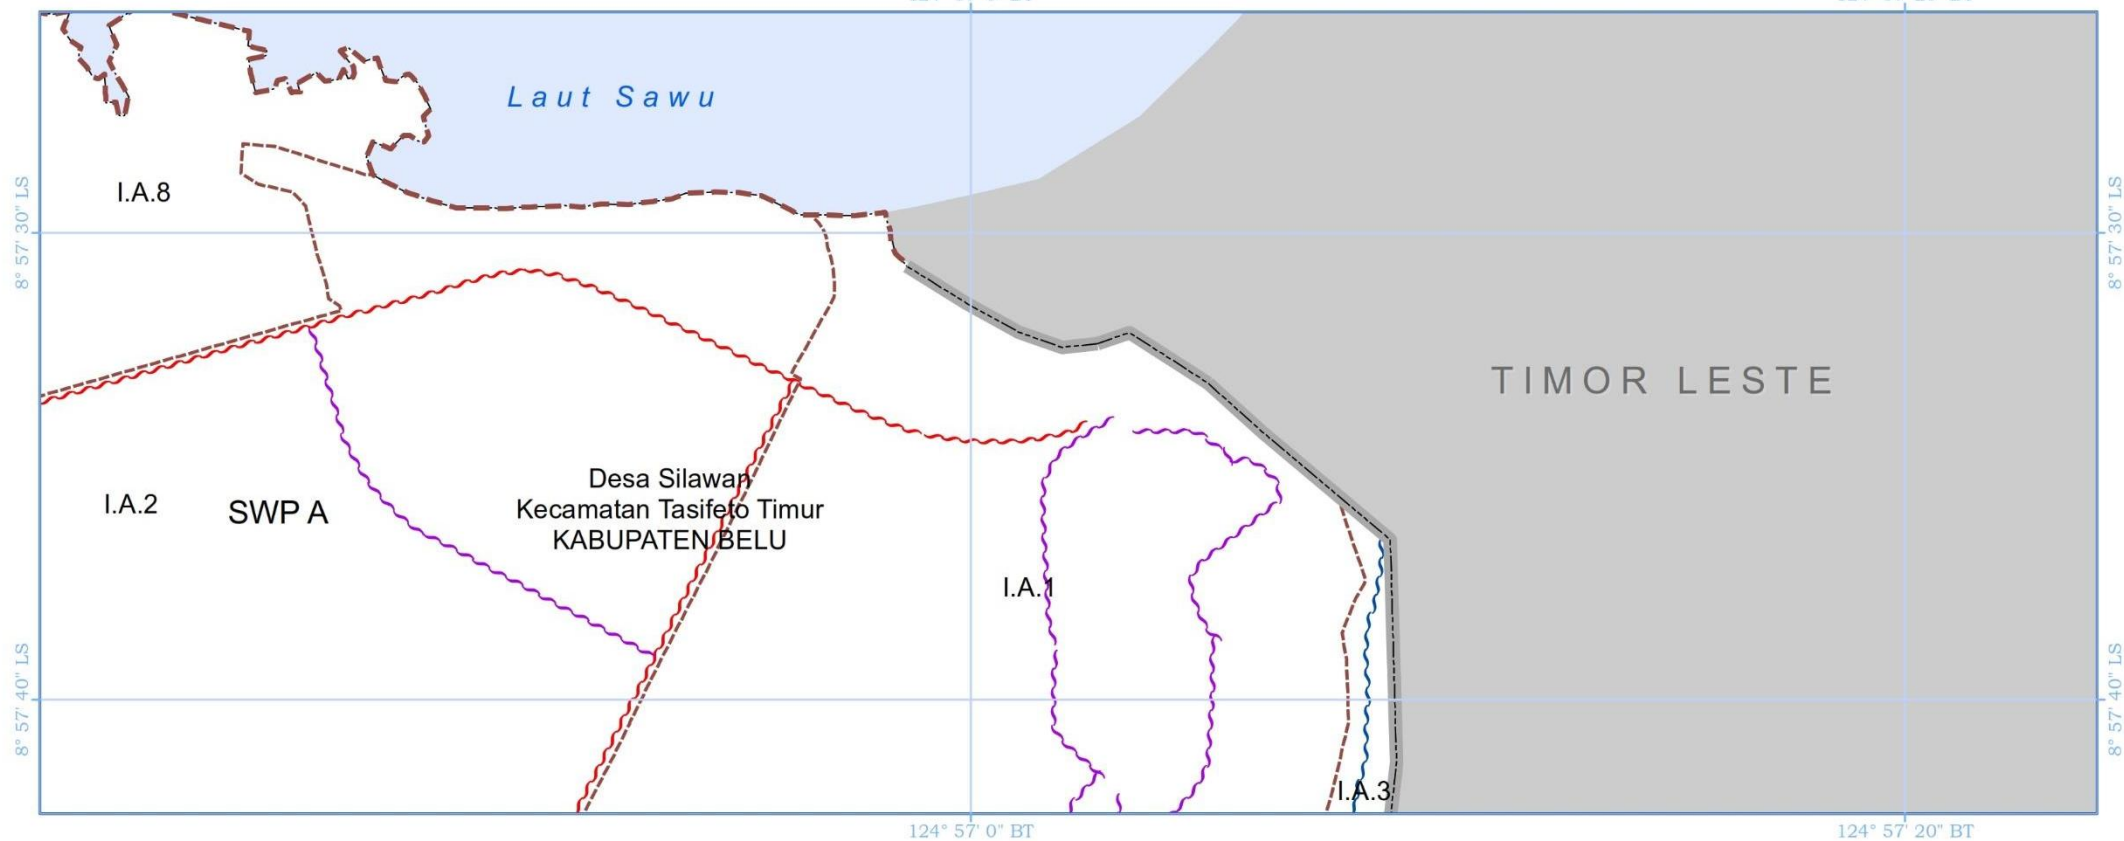 Laut Sawu
I.A.8
8° 57' 30" LS
8° 57' 30" LS
TIMOR LESTE
I.A.2
SWP A
Desa Silawan
Kecamatan Tasifeto Timur
KABUPATEN BELU
I.A.1
8° 57' 40" LS
8° 57' 40" LS
I.A.3
124° 57' 0" BT
124° 57' 20" BT